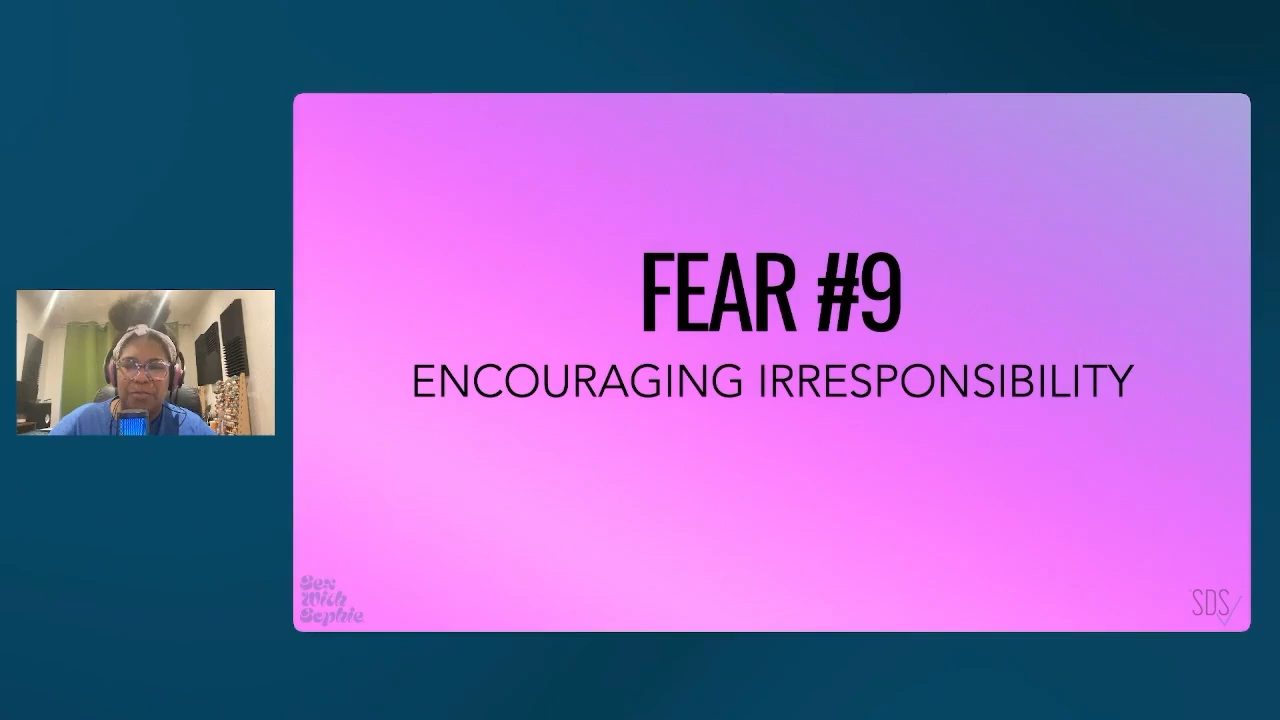 FEAR #9
ENCOURAGING IRRESPONSIBILITY
Sex
With
Sophie
SDS